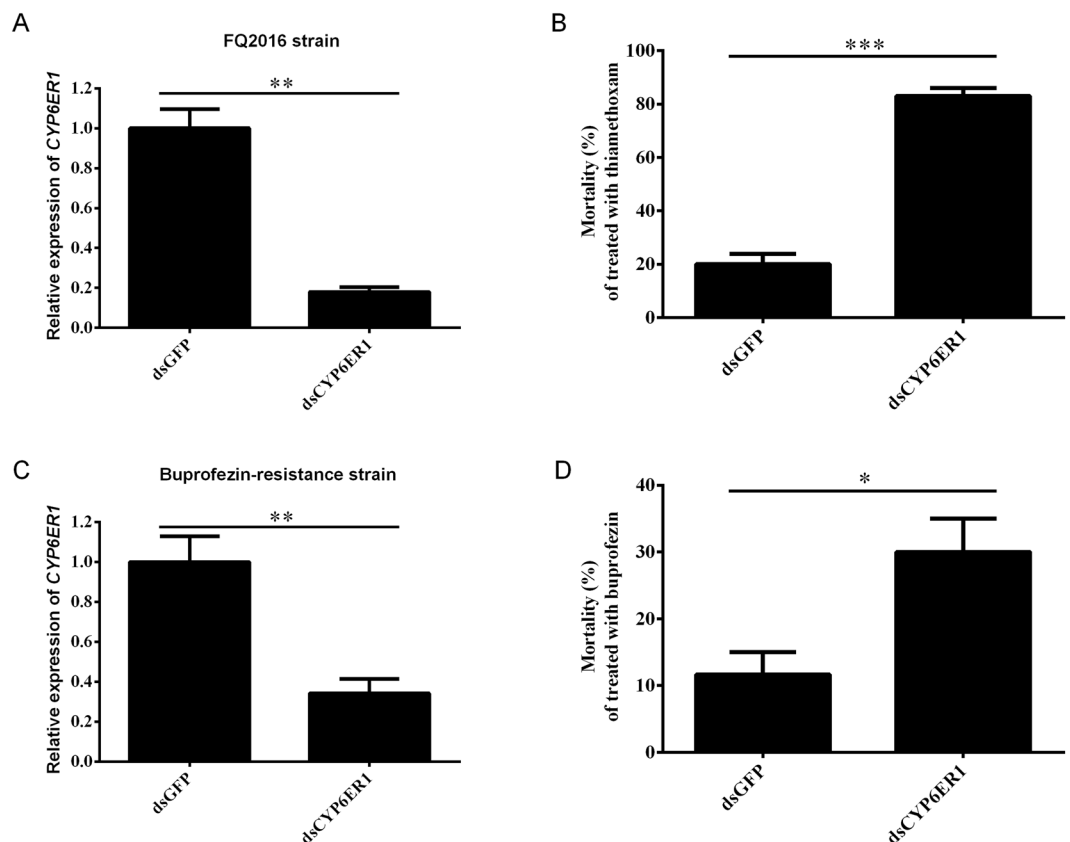 A
FQ2016 strain
Relative expression of CYP6ER1
**
1.2
1.0
0.8
0.6
0.4
0.2
0.0
dsGFP
dsCYP6ER1
B
Mortality (%)
of treated with thiamethoxam
***
100
80
60
40
20
0
dsGFP
dsCYP6ER1
C
Buprofezin-resistance strain
Relative expression of CYP6ER1
**
1.2
1.0
0.8
0.6
0.4
0.2
0.0
dsGFP
dsCYP6ER1
D
Mortality (%)
of treated with buprofezin
*
40
30
20
10
0
dsGFP
dsCYP6ER1